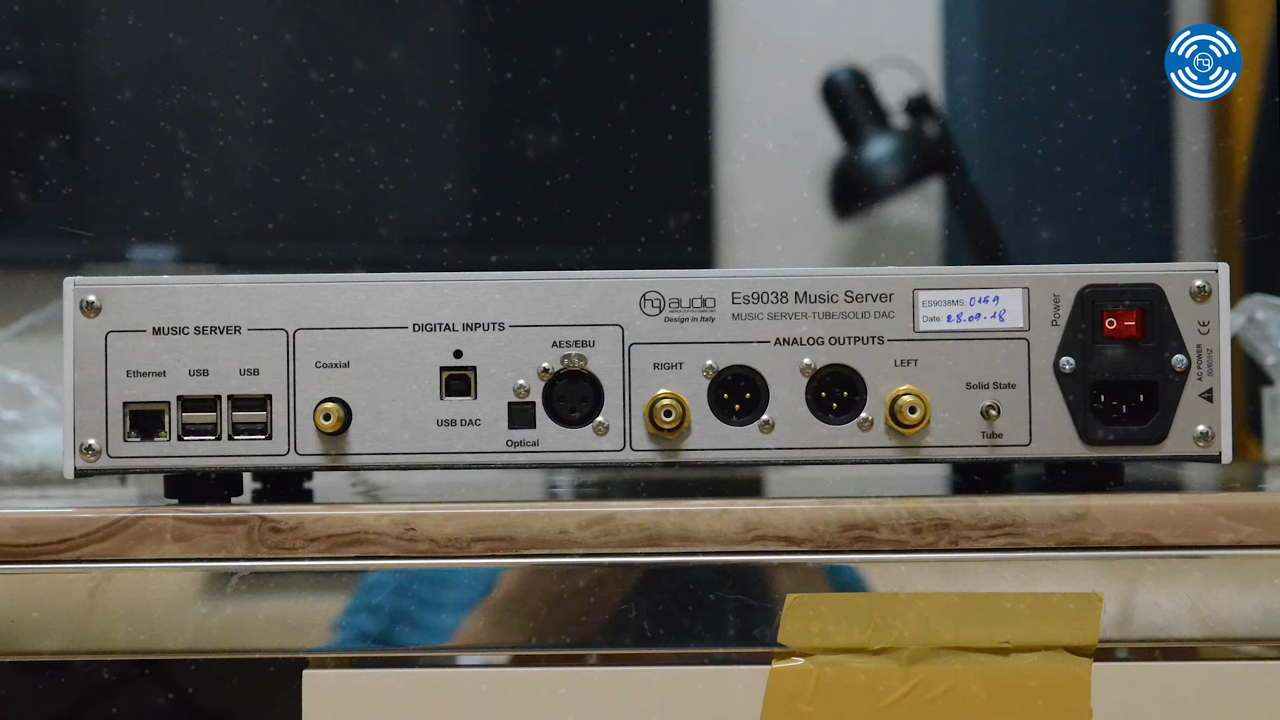 hq audio
Design in Italy
Es9038 Music Server
MUSIC SERVER-TUBE/SOLID DAC
ES9038MS: 0159
Date: 28.09.18
Power
MUSIC SERVER
Ethernet
USB
USB
DIGITAL INPUTS
Coaxial
USB DAC
Optical
AES/EBU
ANALOG OUTPUTS
RIGHT
LEFT
Solid State
Tube
AC POWER
50/60HZ
CE